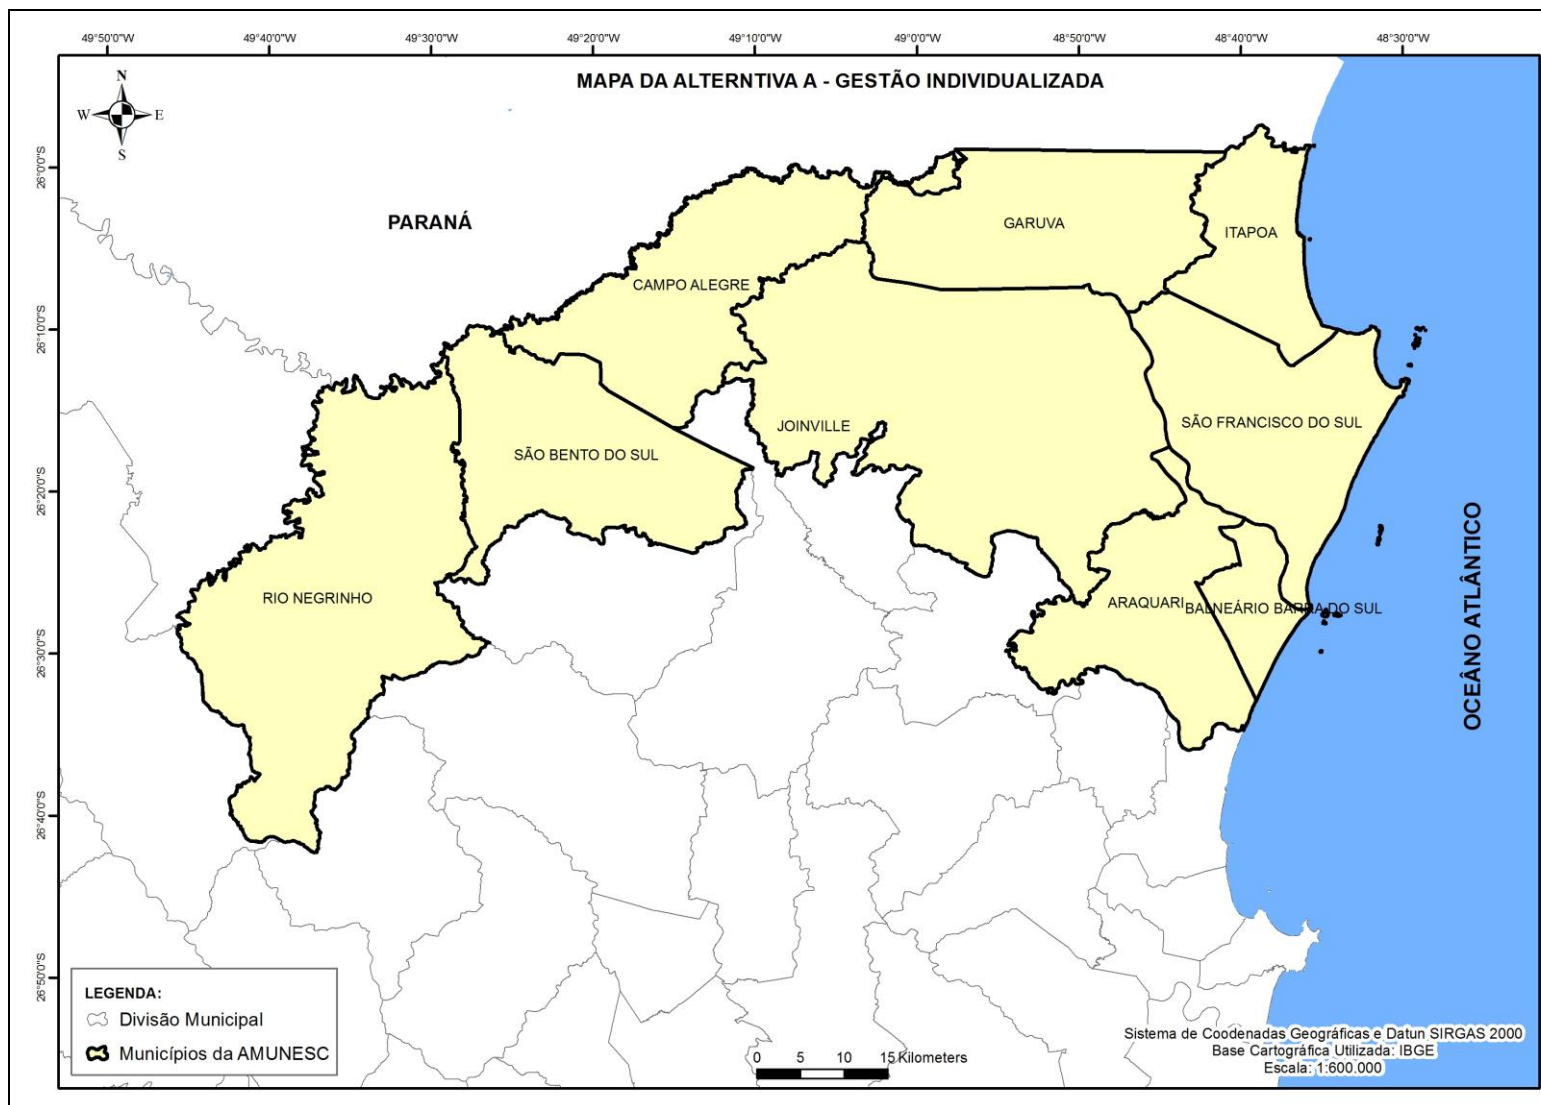 49°50'0"W 49°40'0"W 49°30'0"W 49°20'0"W 49°10'0"W 49°0'0"W 48°50'0"W 48°40'0"W 48°30'0"W
MAPA DA ALTERNTIVA A - GESTÃO INDIVIDUALIZADA
N
W E
S
26°0'0"S
26°10'0"S
26°20'0"S
26°30'0"S
26°40'0"S
26°50'0"S
PARANÁ
GARUVA
ITAPOA
CAMPO ALEGRE
JOINVILLE
SÃO FRANCISCO DO SUL
SÃO BENTO DO SUL
RIO NEGRINHO
ARAQUARI
BALNEÁRIO BARRA DO SUL
OCEÂNO ATLÂNTICO
LEGENDA:
Divisão Municipal
Municípios da AMUNESC
0 5 10 15 Kilometers
Sistema de Coodenadas Geográficas e Datun SIRGAS 2000
Base Cartográfica Utilizada: IBGE
Escala: 1:600.000